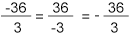 -36/3 = 36/-3 = - 36/3